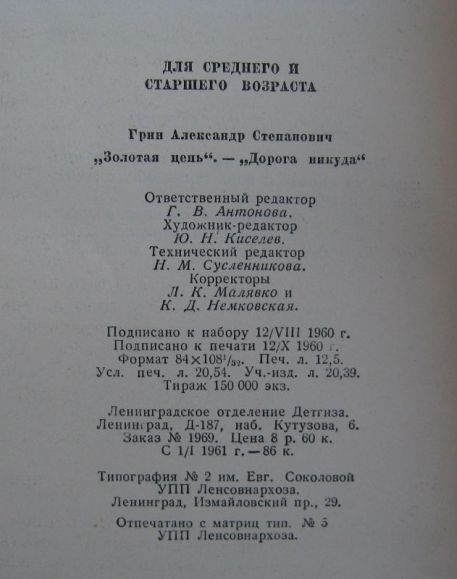 ДЛЯ СРЕДНЕГО И
СТАРШЕГО ВОЗРАСТА
Грин Александр Степанович
„Золотая цепь“. — „Дорога никуда“
Ответственный редактор
Г. В. Антонова.
Художник-редактор
Ю. Н. Киселев.
Технический редактор
Н. М. Сусленникова.
Корректоры
Л. К. Малявко и
К. Д. Немковская.
Подписано к набору 12/VIII 1960 г.
Подписано к печати 12/X 1960 г.
Формат 84×108¹/₃₂. Печ. л. 12,5.
Усл. печ. л. 20,54. Уч.-изд. л. 20,39.
Тираж 150 000 экз.
Ленинградское отделение Детгиза.
Ленинград, Д-187, наб. Кутузова, 6.
Заказ № 1969. Цена 8 р. 60 к.
С 1/I 1961 г. — 86 к.
Типография № 2 им. Евг. Соколовой
УПП Ленсовнархоза.
Ленинград, Измайловский пр., 29.
Отпечатано с матриц тип. № 5
УПП Ленсовнархоза.